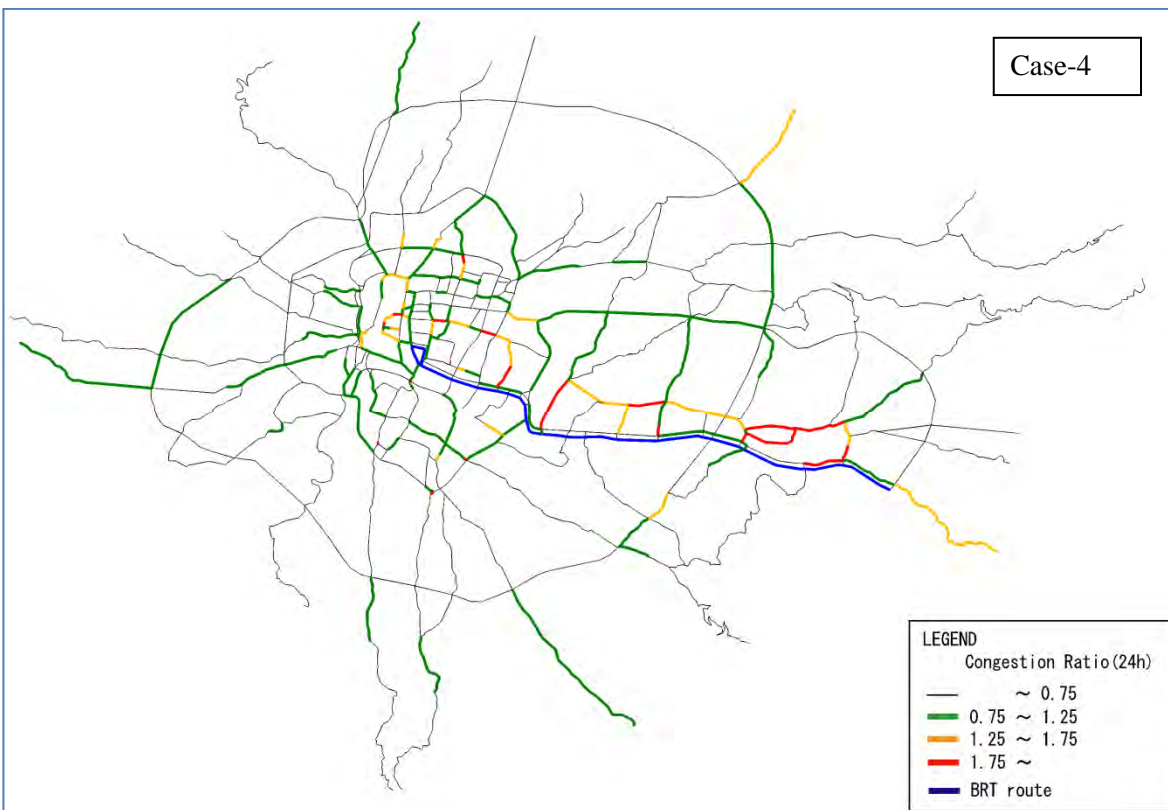 Case-4
LEGEND
Congestion Ratio(24h)
～ 0.75
0.75 ～ 1.25
1.25 ～ 1.75
1.75 ～
BRT route